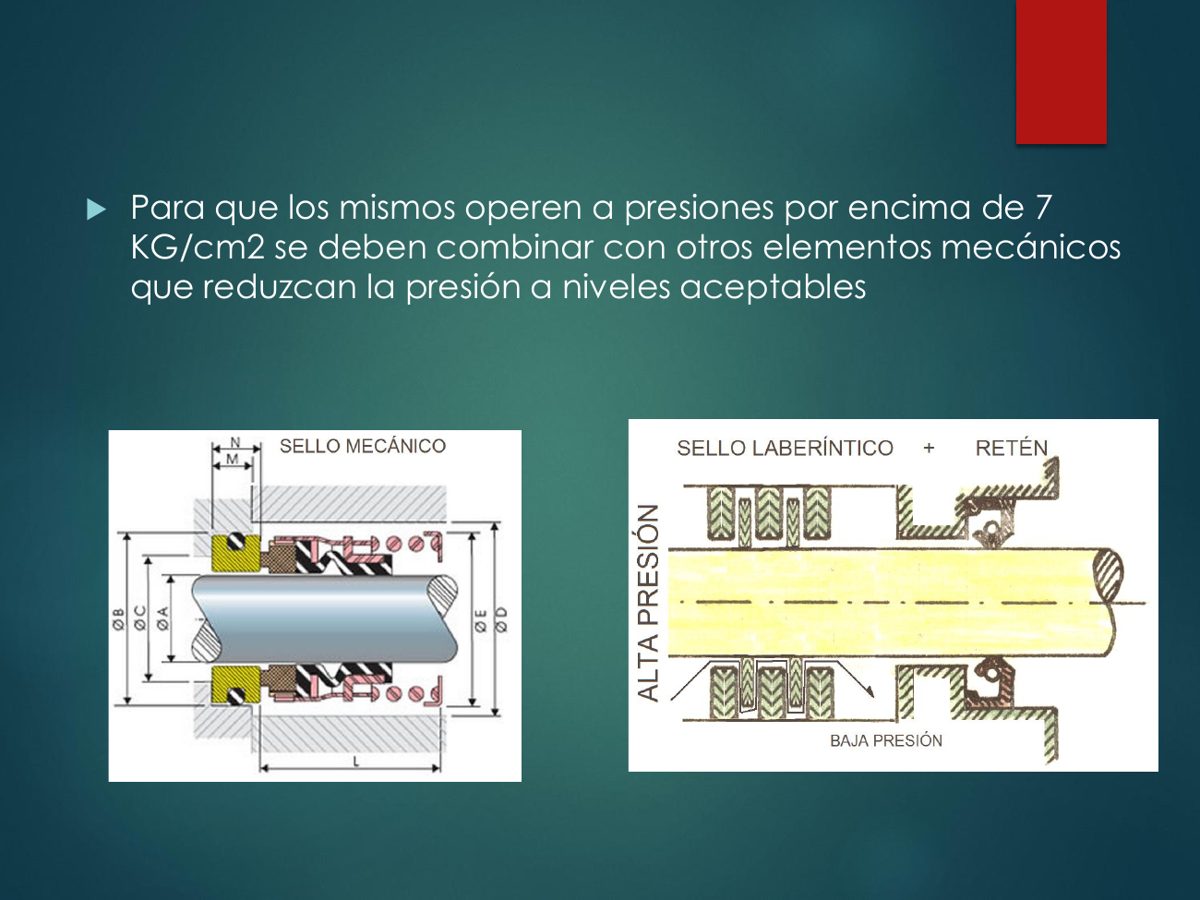 Para que los mismos operen a presiones por encima de 7
KG/cm2 se deben combinar con otros elementos mecánicos
que reduzcan la presión a niveles aceptables
SELLO MECÁNICO
N
M
ØB
ØC
ØA
ØE
ØD
L
SELLO LABERÍNTICO + RETÉN
ALTA PRESIÓN
BAJA PRESIÓN